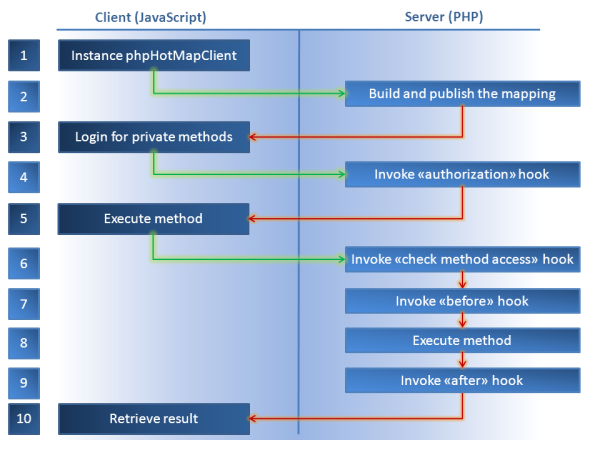 Client (JavaScript) Server (PHP)
1 Instance phpHotMapClient
2 Build and publish the mapping
3 Login for private methods
4 Invoke «authorization» hook
5 Execute method
6 Invoke «check method access» hook
7 Invoke «before» hook
8 Execute method
9 Invoke «after» hook
10 Retrieve result